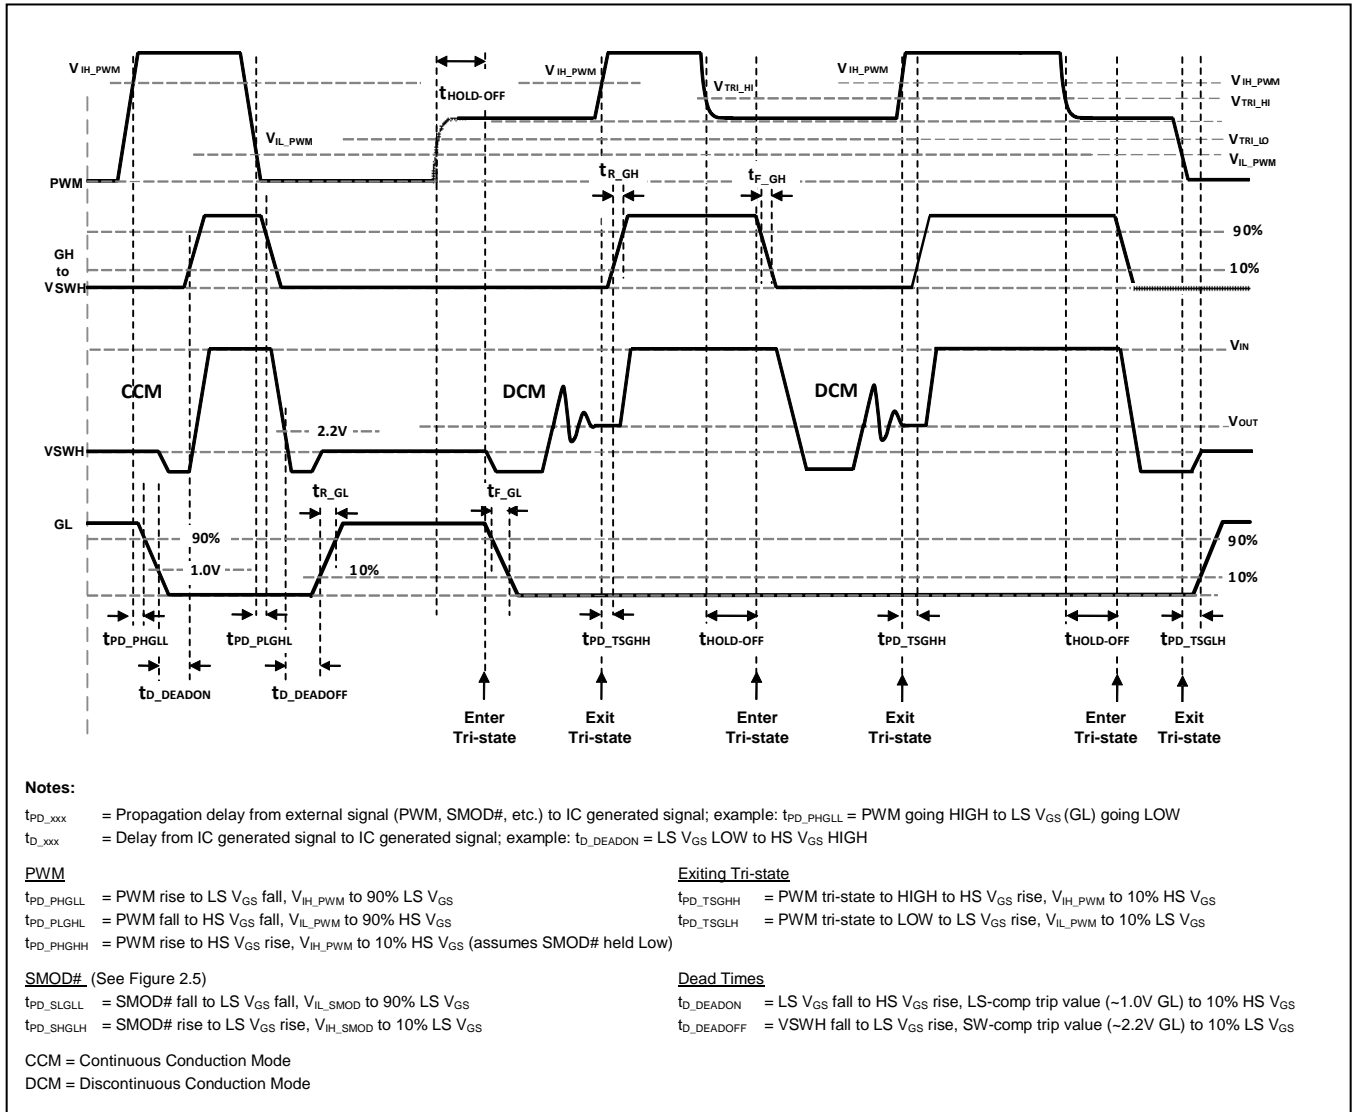 VIH_PWM
tHOLD-OFF
VIH_PWM
VTRI_HI
VIH_PWM
VIH_PWM
VTRI_HI
VIL_PWM
VTRI_LO
VIL_PWM
PWM
tR_GH
tF_GH
90%
GH
to
VSWH
10%
VIN
CCM
DCM
DCM
2.2V
VOUT
VSWH
tR_GL
tF_GL
GL
90%
90%
1.0V
10%
10%
tPD_PHGLL
tPD_PLGHL
tPD_TSGHH
tHOLD-OFF
tPD_TSGHH
tHOLD-OFF
tPD_TSGLH
tD_DEADON
tD_DEADOFF
Enter
Tri-state
Exit
Tri-state
Enter
Tri-state
Exit
Tri-state
Enter
Tri-state
Exit
Tri-state
Notes:
tPD_xxx = Propagation delay from external signal (PWM, SMOD#, etc.) to IC generated signal; example: tPD_PHGLL = PWM going HIGH to LS VGS (GL) going LOW
tD_xxx = Delay from IC generated signal to IC generated signal; example: tD_DEADON = LS VGS LOW to HS VGS HIGH
PWM
tPD_PHGLL = PWM rise to LS VGS fall, VIH_PWM to 90% LS VGS
tPD_PLGHL = PWM fall to HS VGS fall, VIL_PWM to 90% HS VGS
tPD_PHGHH = PWM rise to HS VGS rise, VIH_PWM to 10% HS VGS (assumes SMOD# held Low)
Exiting Tri-state
tPD_TSGHH = PWM tri-state to HIGH to HS VGS rise, VIH_PWM to 10% HS VGS
tPD_TSGLH = PWM tri-state to LOW to LS VGS rise, VIL_PWM to 10% LS VGS
SMOD# (See Figure 2.5)
tPD_SLGLL = SMOD# fall to LS VGS fall, VIL_SMOD to 90% LS VGS
tPD_SHGLH = SMOD# rise to LS VGS rise, VIH_SMOD to 10% LS VGS
Dead Times
tD_DEADON = LS VGS fall to HS VGS rise, LS-comp trip value (~1.0V GL) to 10% HS VGS
tD_DEADOFF = VSWH fall to LS VGS rise, SW-comp trip value (~2.2V GL) to 10% LS VGS
CCM = Continuous Conduction Mode
DCM = Discontinuous Conduction Mode